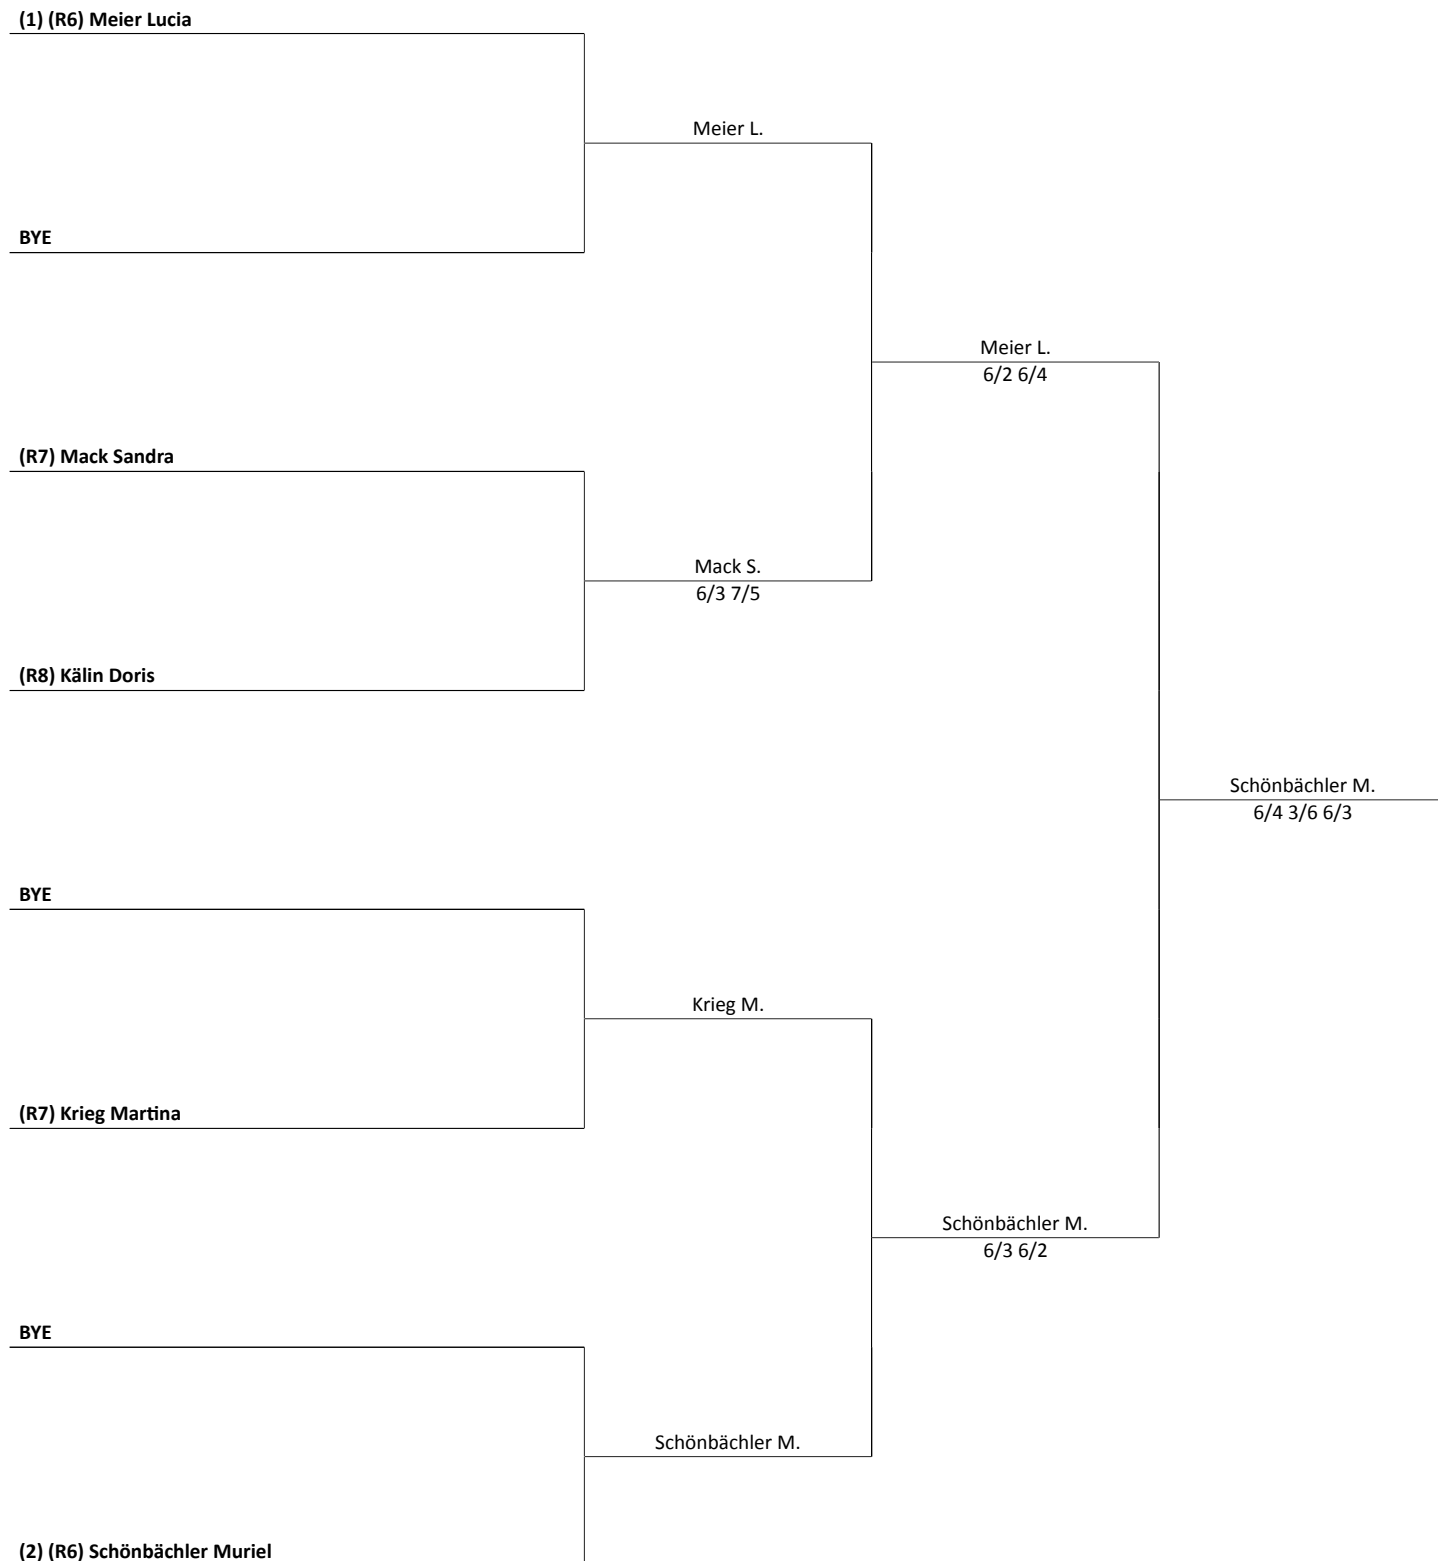 (1) (R6) Meier Lucia
Meier L.
BYE
Meier L.
6/2 6/4
(R7) Mack Sandra
Mack S.
6/3 7/5
(R8) Kälin Doris
Schönbächler M.
6/4 3/6 6/3
BYE
Krieg M.
(R7) Krieg Martina
Schönbächler M.
6/3 6/2
BYE
Schönbächler M.
(2) (R6) Schönbächler Muriel